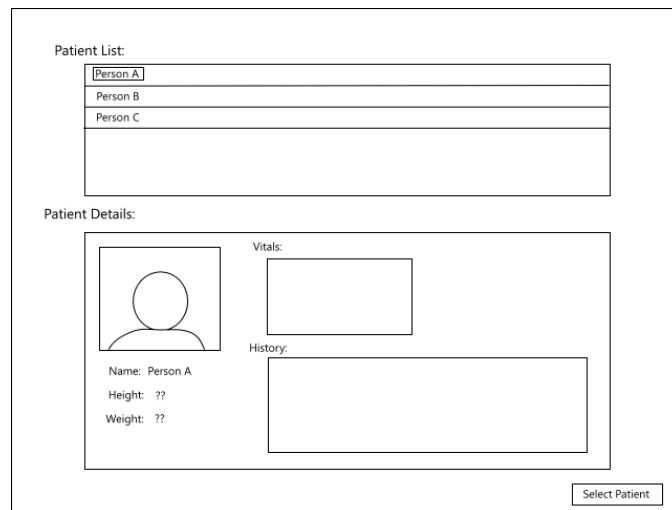 Patient List:
Person A
Person B
Person C
Patient Details:
Vitals:
History:
Name: Person A
Height: ??
Weight: ??
Select Patient